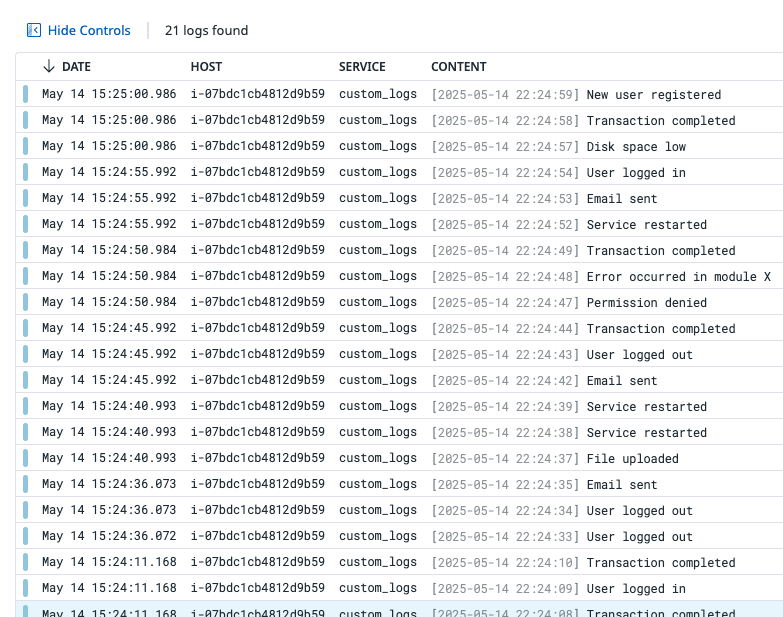 Hide Controls 21 logs found
DATE HOST SERVICE CONTENT
May 14 15:25:00.986 i-07bdc1cb4812d9b59 custom_logs [2025-05-14 22:24:59] New user registered
May 14 15:25:00.986 i-07bdc1cb4812d9b59 custom_logs [2025-05-14 22:24:58] Transaction completed
May 14 15:25:00.986 i-07bdc1cb4812d9b59 custom_logs [2025-05-14 22:24:57] Disk space low
May 14 15:24:55.992 i-07bdc1cb4812d9b59 custom_logs [2025-05-14 22:24:54] User logged in
May 14 15:24:55.992 i-07bdc1cb4812d9b59 custom_logs [2025-05-14 22:24:53] Email sent
May 14 15:24:55.992 i-07bdc1cb4812d9b59 custom_logs [2025-05-14 22:24:52] Service restarted
May 14 15:24:50.984 i-07bdc1cb4812d9b59 custom_logs [2025-05-14 22:24:49] Transaction completed
May 14 15:24:50.984 i-07bdc1cb4812d9b59 custom_logs [2025-05-14 22:24:48] Error occurred in module X
May 14 15:24:50.984 i-07bdc1cb4812d9b59 custom_logs [2025-05-14 22:24:47] Permission denied
May 14 15:24:45.992 i-07bdc1cb4812d9b59 custom_logs [2025-05-14 22:24:44] Transaction completed
May 14 15:24:45.992 i-07bdc1cb4812d9b59 custom_logs [2025-05-14 22:24:43] User logged out
May 14 15:24:45.992 i-07bdc1cb4812d9b59 custom_logs [2025-05-14 22:24:42] Email sent
May 14 15:24:40.993 i-07bdc1cb4812d9b59 custom_logs [2025-05-14 22:24:39] Service restarted
May 14 15:24:40.993 i-07bdc1cb4812d9b59 custom_logs [2025-05-14 22:24:38] Service restarted
May 14 15:24:40.993 i-07bdc1cb4812d9b59 custom_logs [2025-05-14 22:24:37] File uploaded
May 14 15:24:36.073 i-07bdc1cb4812d9b59 custom_logs [2025-05-14 22:24:35] Email sent
May 14 15:24:36.073 i-07bdc1cb4812d9b59 custom_logs [2025-05-14 22:24:34] User logged out
May 14 15:24:36.072 i-07bdc1cb4812d9b59 custom_logs [2025-05-14 22:24:33] User logged out
May 14 15:24:11.168 i-07bdc1cb4812d9b59 custom_logs [2025-05-14 22:24:10] Transaction completed
May 14 15:24:11.168 i-07bdc1cb4812d9b59 custom_logs [2025-05-14 22:24:09] User logged in
May 14 15:24:11.168 i-07bdc1cb4812d9b59 custom_logs [2025-05-14 22:24:08] Transaction completed